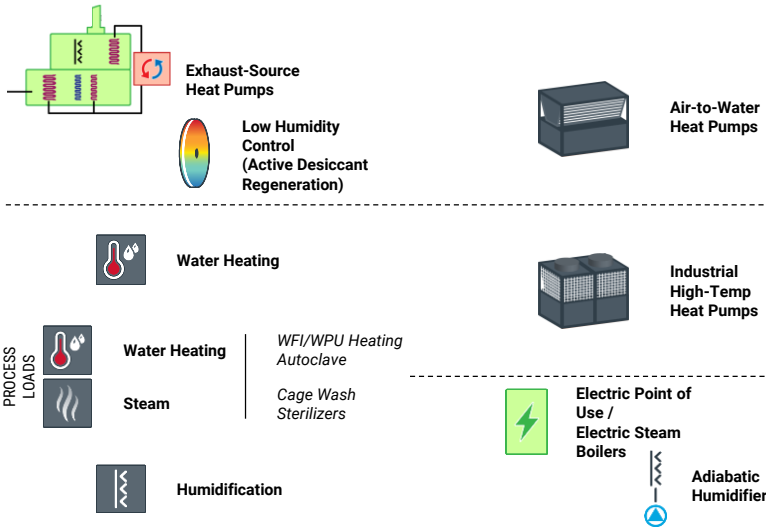 Exhaust-Source
Heat Pumps
Low Humidity
Control
(Active Desiccant
Regeneration)
Air-to-Water
Heat Pumps
Water Heating
Industrial
High-Temp
Heat Pumps
PROCESS
LOADS
Water Heating
WFI/WPU Heating
Autoclave
Steam
Cage Wash
Sterilizers
Electric Point of
Use /
Electric Steam
Boilers
Humidification
Adiabatic
Humidifier